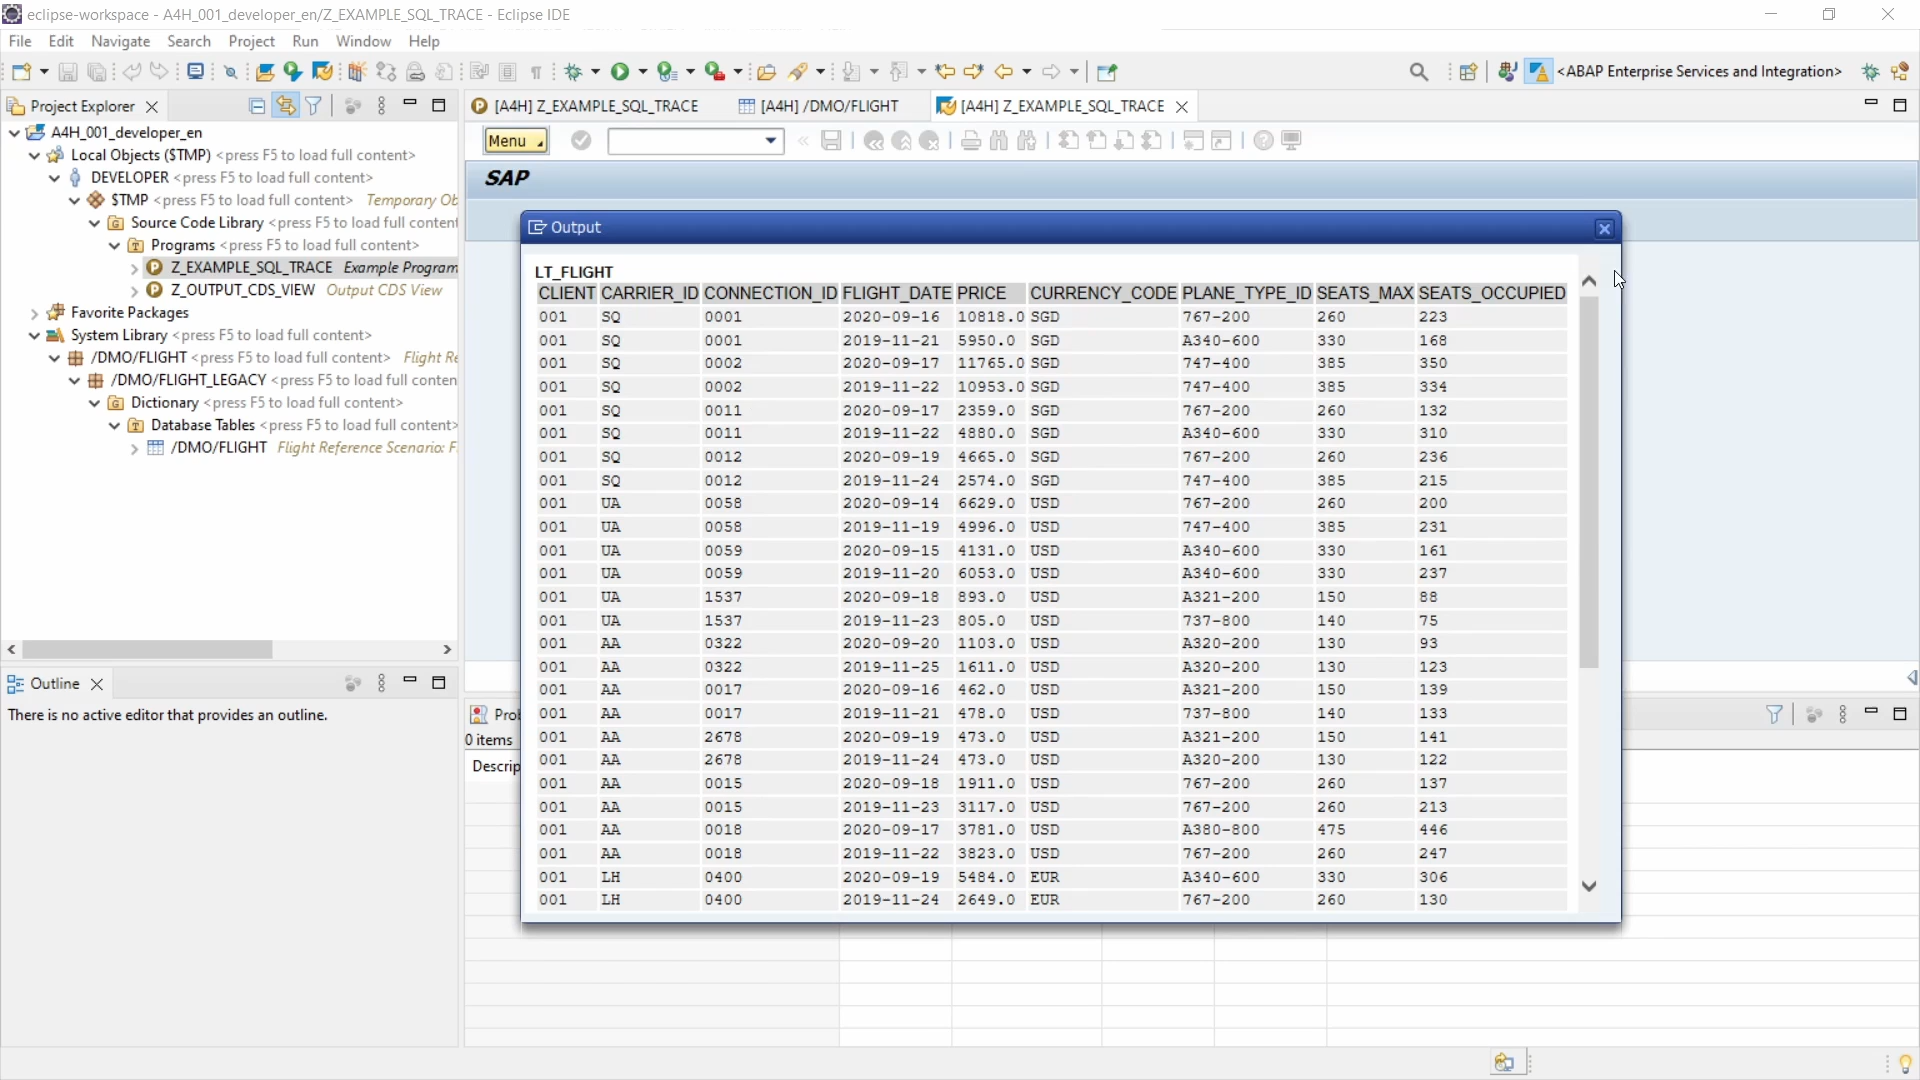 eclipse-workspace - A4H_001_developer_en/Z_EXAMPLE_SQL_TRACE - Eclipse IDE
File Edit Navigate Search Project Run Window Help
<ABAP Enterprise Services and Integration>
Project Explorer
[A4H] Z_EXAMPLE_SQL_TRACE
[A4H] /DMO/FLIGHT
[A4H] Z_EXAMPLE_SQL_TRACE
A4H_001_developer_en
Local Objects ($TMP) <press F5 to load full content>
DEVELOPER <press F5 to load full content>
$TMP <press F5 to load full content> Temporary Ob
Source Code Library <press F5 to load full content
Programs <press F5 to load full content>
Z_EXAMPLE_SQL_TRACE Example Program
Z_OUTPUT_CDS_VIEW Output CDS View
Favorite Packages
System Library <press F5 to load full content>
/DMO/FLIGHT <press F5 to load full content> Flight Re
/DMO/FLIGHT_LEGACY <press F5 to load full conten
Dictionary <press F5 to load full content>
Database Tables <press F5 to load full content>
/DMO/FLIGHT Flight Reference Scenario: F
Outline
There is no active editor that provides an outline.
Menu
SAP
Output
LT_FLIGHT
CLIENT CARRIER_ID CONNECTION_ID FLIGHT_DATE PRICE CURRENCY_CODE PLANE_TYPE_ID SEATS_MAX SEATS_OCCUPIED
001 SQ 0001 2020-09-16 10818.0 SGD 767-200 260 223
001 SQ 0001 2019-11-21 5950.0 SGD A340-600 330 168
001 SQ 0002 2020-09-17 11765.0 SGD 747-400 385 350
001 SQ 0002 2019-11-22 10953.0 SGD 747-400 385 334
001 SQ 0011 2020-09-17 2359.0 SGD 767-200 260 132
001 SQ 0011 2019-11-22 4880.0 SGD A340-600 330 310
001 SQ 0012 2020-09-19 4665.0 SGD 767-200 260 236
001 SQ 0012 2019-11-24 2574.0 SGD 747-400 385 215
001 UA 0058 2020-09-14 6629.0 USD 767-200 260 200
001 UA 0058 2019-11-19 4996.0 USD 747-400 385 231
001 UA 0059 2020-09-15 4131.0 USD A340-600 330 161
001 UA 0059 2019-11-20 6053.0 USD A340-600 330 237
001 UA 1537 2020-09-18 893.0 USD A321-200 150 88
001 UA 1537 2019-11-23 805.0 USD 737-800 140 75
001 AA 0322 2020-09-20 1103.0 USD A320-200 130 93
001 AA 0322 2019-11-25 1611.0 USD A320-200 130 123
001 AA 0017 2020-09-16 462.0 USD A321-200 150 139
001 AA 0017 2019-11-21 478.0 USD 737-800 140 133
001 AA 2678 2020-09-19 473.0 USD A321-200 150 141
001 AA 2678 2019-11-24 473.0 USD A320-200 130 122
001 AA 0015 2020-09-18 1911.0 USD 767-200 260 137
001 AA 0015 2019-11-23 3117.0 USD 767-200 260 213
001 AA 0018 2020-09-17 3781.0 USD A380-800 475 446
001 AA 0018 2019-11-22 3823.0 USD 767-200 260 247
001 LH 0400 2020-09-19 5484.0 EUR A340-600 330 306
001 LH 0400 2019-11-24 2649.0 EUR 767-200 260 130
Prob
0 items
Descrip